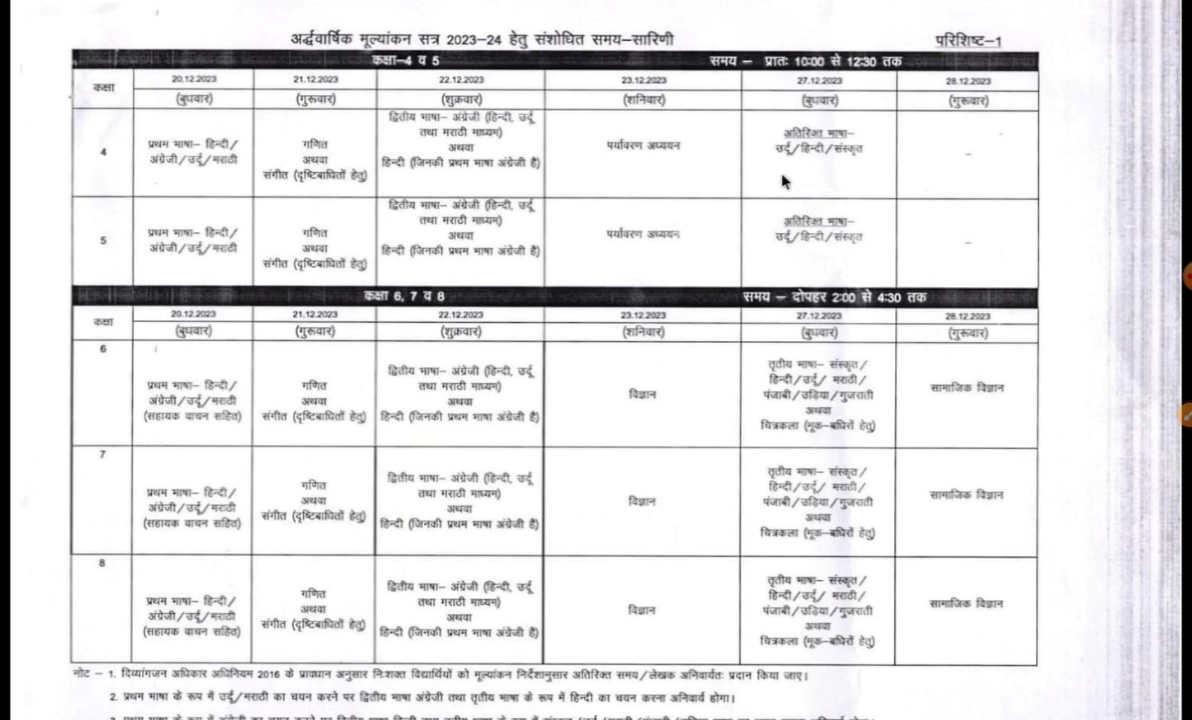 अर्द्धवार्षिक मूल्यांकन सत्र 2023–24 हेतु संशोधित समय–सारिणी
परिशिष्ट–1
कक्षा–4 व 5 समय – प्रातः 10:00 से 12:30 तक
कक्षा 20.12.2023 21.12.2023 22.12.2023 23.12.2023 27.12.2023 28.12.2023
(बुधवार) (गुरूवार) (शुक्रवार) (शनिवार) (बुधवार) (गुरूवार)
4
प्रथम भाषा– हिन्दी/
अंग्रेजी/उर्दू/मराठी
गणित
अथवा
संगीत (दृष्टिबाधितों हेतु)
द्वितीय भाषा– अंग्रेजी (हिन्दी, उर्दू
तथा मराठी माध्यम)
अथवा
हिन्दी (जिनकी प्रथम भाषा अंग्रेजी है)
पर्यावरण अध्ययन
अतिरिक्त भाषा–
उर्दू/हिन्दी/संस्कृत
–
5
प्रथम भाषा– हिन्दी/
अंग्रेजी/उर्दू/मराठी
गणित
अथवा
संगीत (दृष्टिबाधितों हेतु)
द्वितीय भाषा– अंग्रेजी (हिन्दी, उर्दू
तथा मराठी माध्यम)
अथवा
हिन्दी (जिनकी प्रथम भाषा अंग्रेजी है)
पर्यावरण अध्ययन
अतिरिक्त भाषा–
उर्दू/हिन्दी/संस्कृत
–
कक्षा 6, 7 व 8 समय – दोपहर 2:00 से 4:30 तक
कक्षा 20.12.2023 21.12.2023 22.12.2023 23.12.2023 27.12.2023 28.12.2023
(बुधवार) (गुरूवार) (शुक्रवार) (शनिवार) (बुधवार) (गुरूवार)
6
प्रथम भाषा– हिन्दी/
अंग्रेजी/उर्दू/मराठी
(सहायक वाचन सहित)
गणित
अथवा
संगीत (दृष्टिबाधितों हेतु)
द्वितीय भाषा– अंग्रेजी (हिन्दी, उर्दू
तथा मराठी माध्यम)
अथवा
हिन्दी (जिनकी प्रथम भाषा अंग्रेजी है)
विज्ञान
तृतीय भाषा– संस्कृत/
हिन्दी/उर्दू/ मराठी/
पंजाबी/उड़िया/गुजराती
अथवा
चित्रकला (मूक–बधिरों हेतु)
सामाजिक विज्ञान
7
प्रथम भाषा– हिन्दी/
अंग्रेजी/उर्दू/मराठी
(सहायक वाचन सहित)
गणित
अथवा
संगीत (दृष्टिबाधितों हेतु)
द्वितीय भाषा– अंग्रेजी (हिन्दी, उर्दू
तथा मराठी माध्यम)
अथवा
हिन्दी (जिनकी प्रथम भाषा अंग्रेजी है)
विज्ञान
तृतीय भाषा– संस्कृत/
हिन्दी/उर्दू/ मराठी/
पंजाबी/उड़िया/गुजराती
अथवा
चित्रकला (मूक–बधिरों हेतु)
सामाजिक विज्ञान
8
प्रथम भाषा– हिन्दी/
अंग्रेजी/उर्दू/मराठी
(सहायक वाचन सहित)
गणित
अथवा
संगीत (दृष्टिबाधितों हेतु)
द्वितीय भाषा– अंग्रेजी (हिन्दी, उर्दू
तथा मराठी माध्यम)
अथवा
हिन्दी (जिनकी प्रथम भाषा अंग्रेजी है)
विज्ञान
तृतीय भाषा– संस्कृत/
हिन्दी/उर्दू/ मराठी/
पंजाबी/उड़िया/गुजराती
अथवा
चित्रकला (मूक–बधिरों हेतु)
सामाजिक विज्ञान
नोट – 1. दिव्यांगजन अधिकार अधिनियम 2016 के प्रावधान अनुसार निःशक्त विद्यार्थियों को मूल्यांकन निर्देशानुसार अतिरिक्त समय/लेखक अनिवार्यतः प्रदान किया जाए।
2. प्रथम भाषा के रूप में उर्दू/मराठी का चयन करने पर द्वितीय भाषा अंग्रेजी तथा तृतीय भाषा के रूप में हिन्दी का चयन करना अनिवार्य होगा।